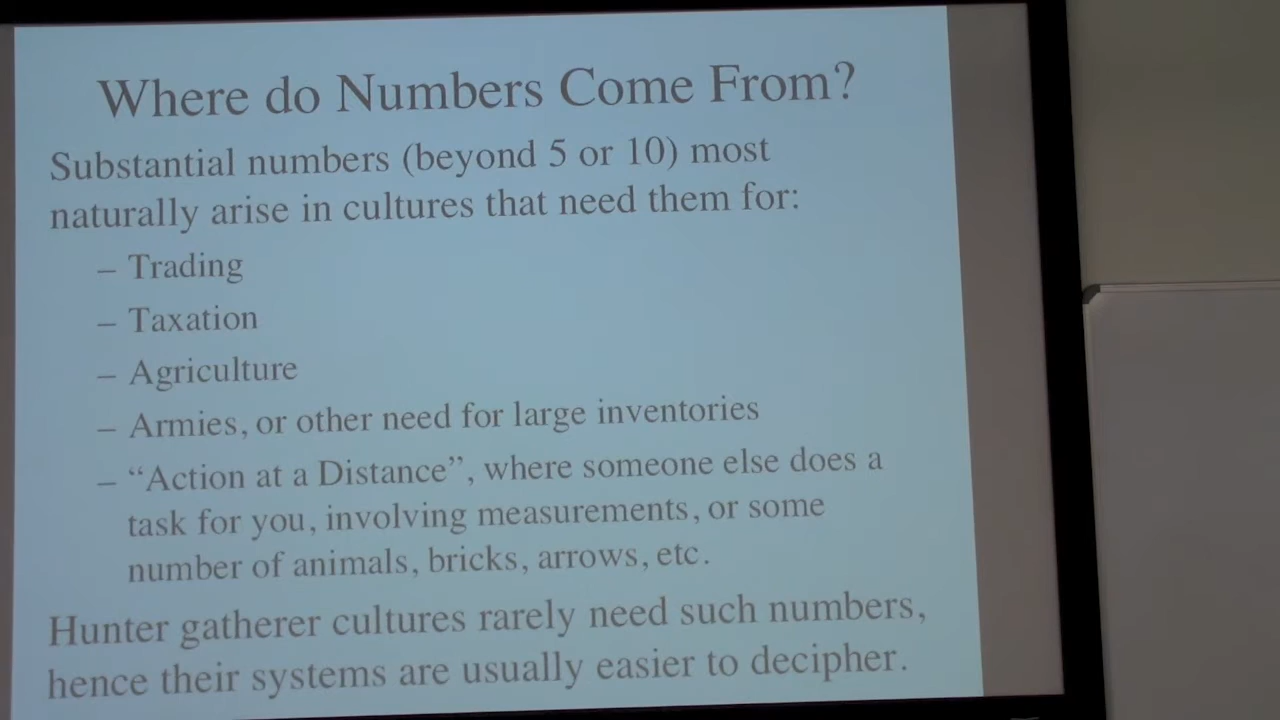 Where do Numbers Come From?
Substantial numbers (beyond 5 or 10) most
naturally arise in cultures that need them for:
– Trading
– Taxation
– Agriculture
– Armies, or other need for large inventories
– “Action at a Distance”, where someone else does a
task for you, involving measurements, or some
number of animals, bricks, arrows, etc.
Hunter gatherer cultures rarely need such numbers,
hence their systems are usually easier to decipher.